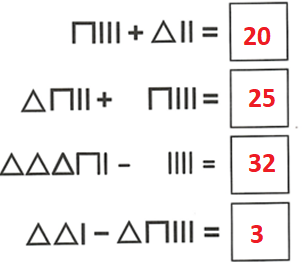 ΠIII + ΔII = 20
ΔΠII + ΠIII = 25
ΔΔΔΠI - IIII = 32
ΔΔI - ΔΠIII = 3